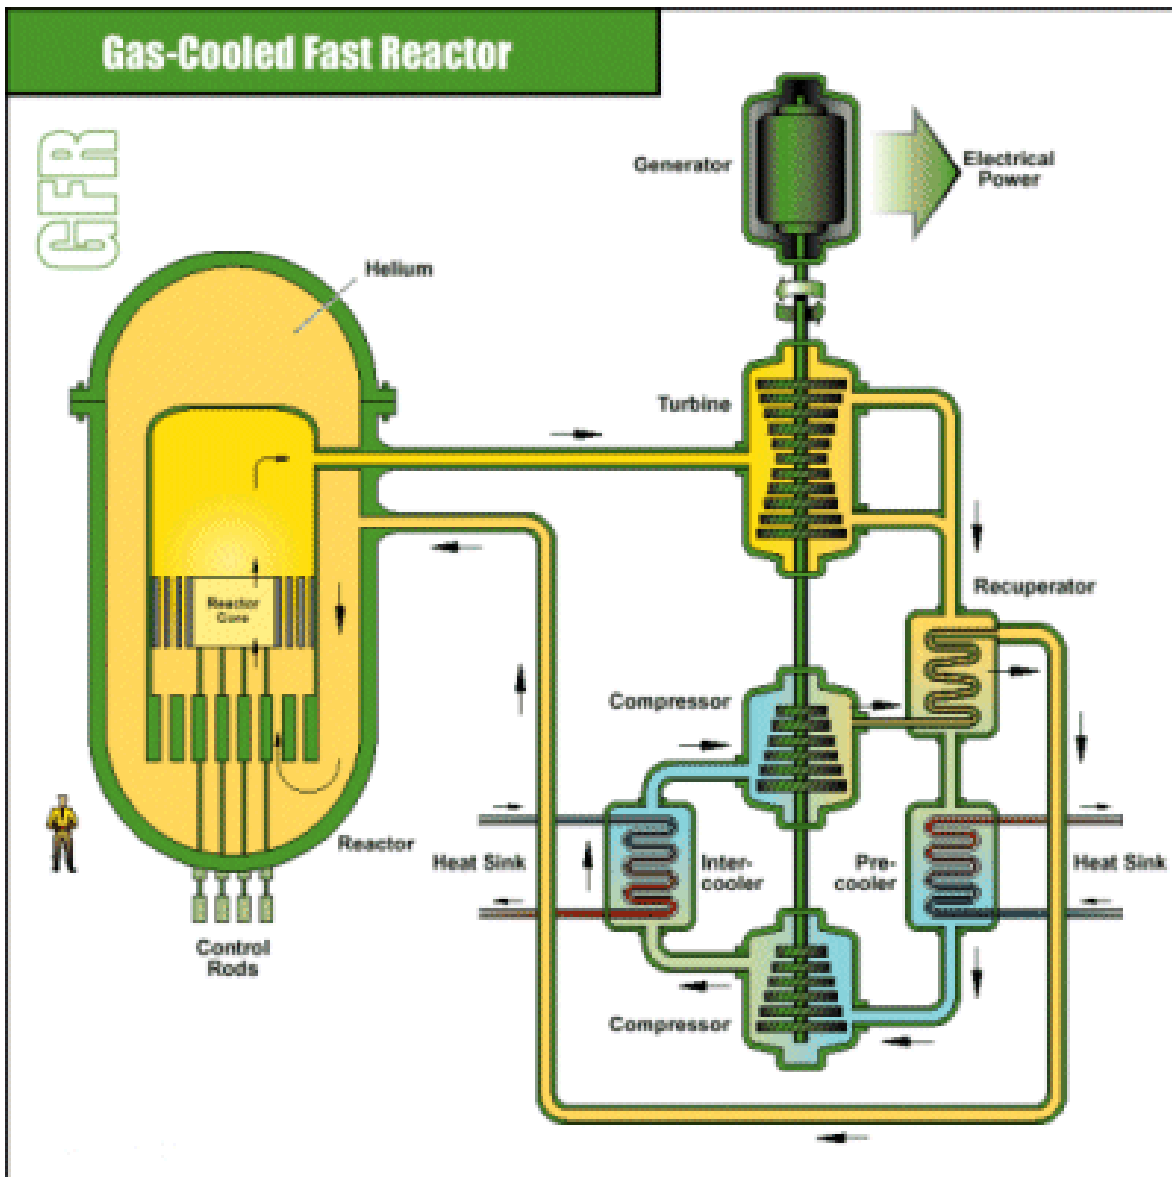 Gas-Cooled Fast Reactor
GFR
Generator
Electrical
Power
Helium
Turbine
Recuperator
Reactor
Core
Compressor
Reactor
Heat Sink
Inter-
cooler
Pre-
cooler
Heat Sink
Control
Rods
Compressor